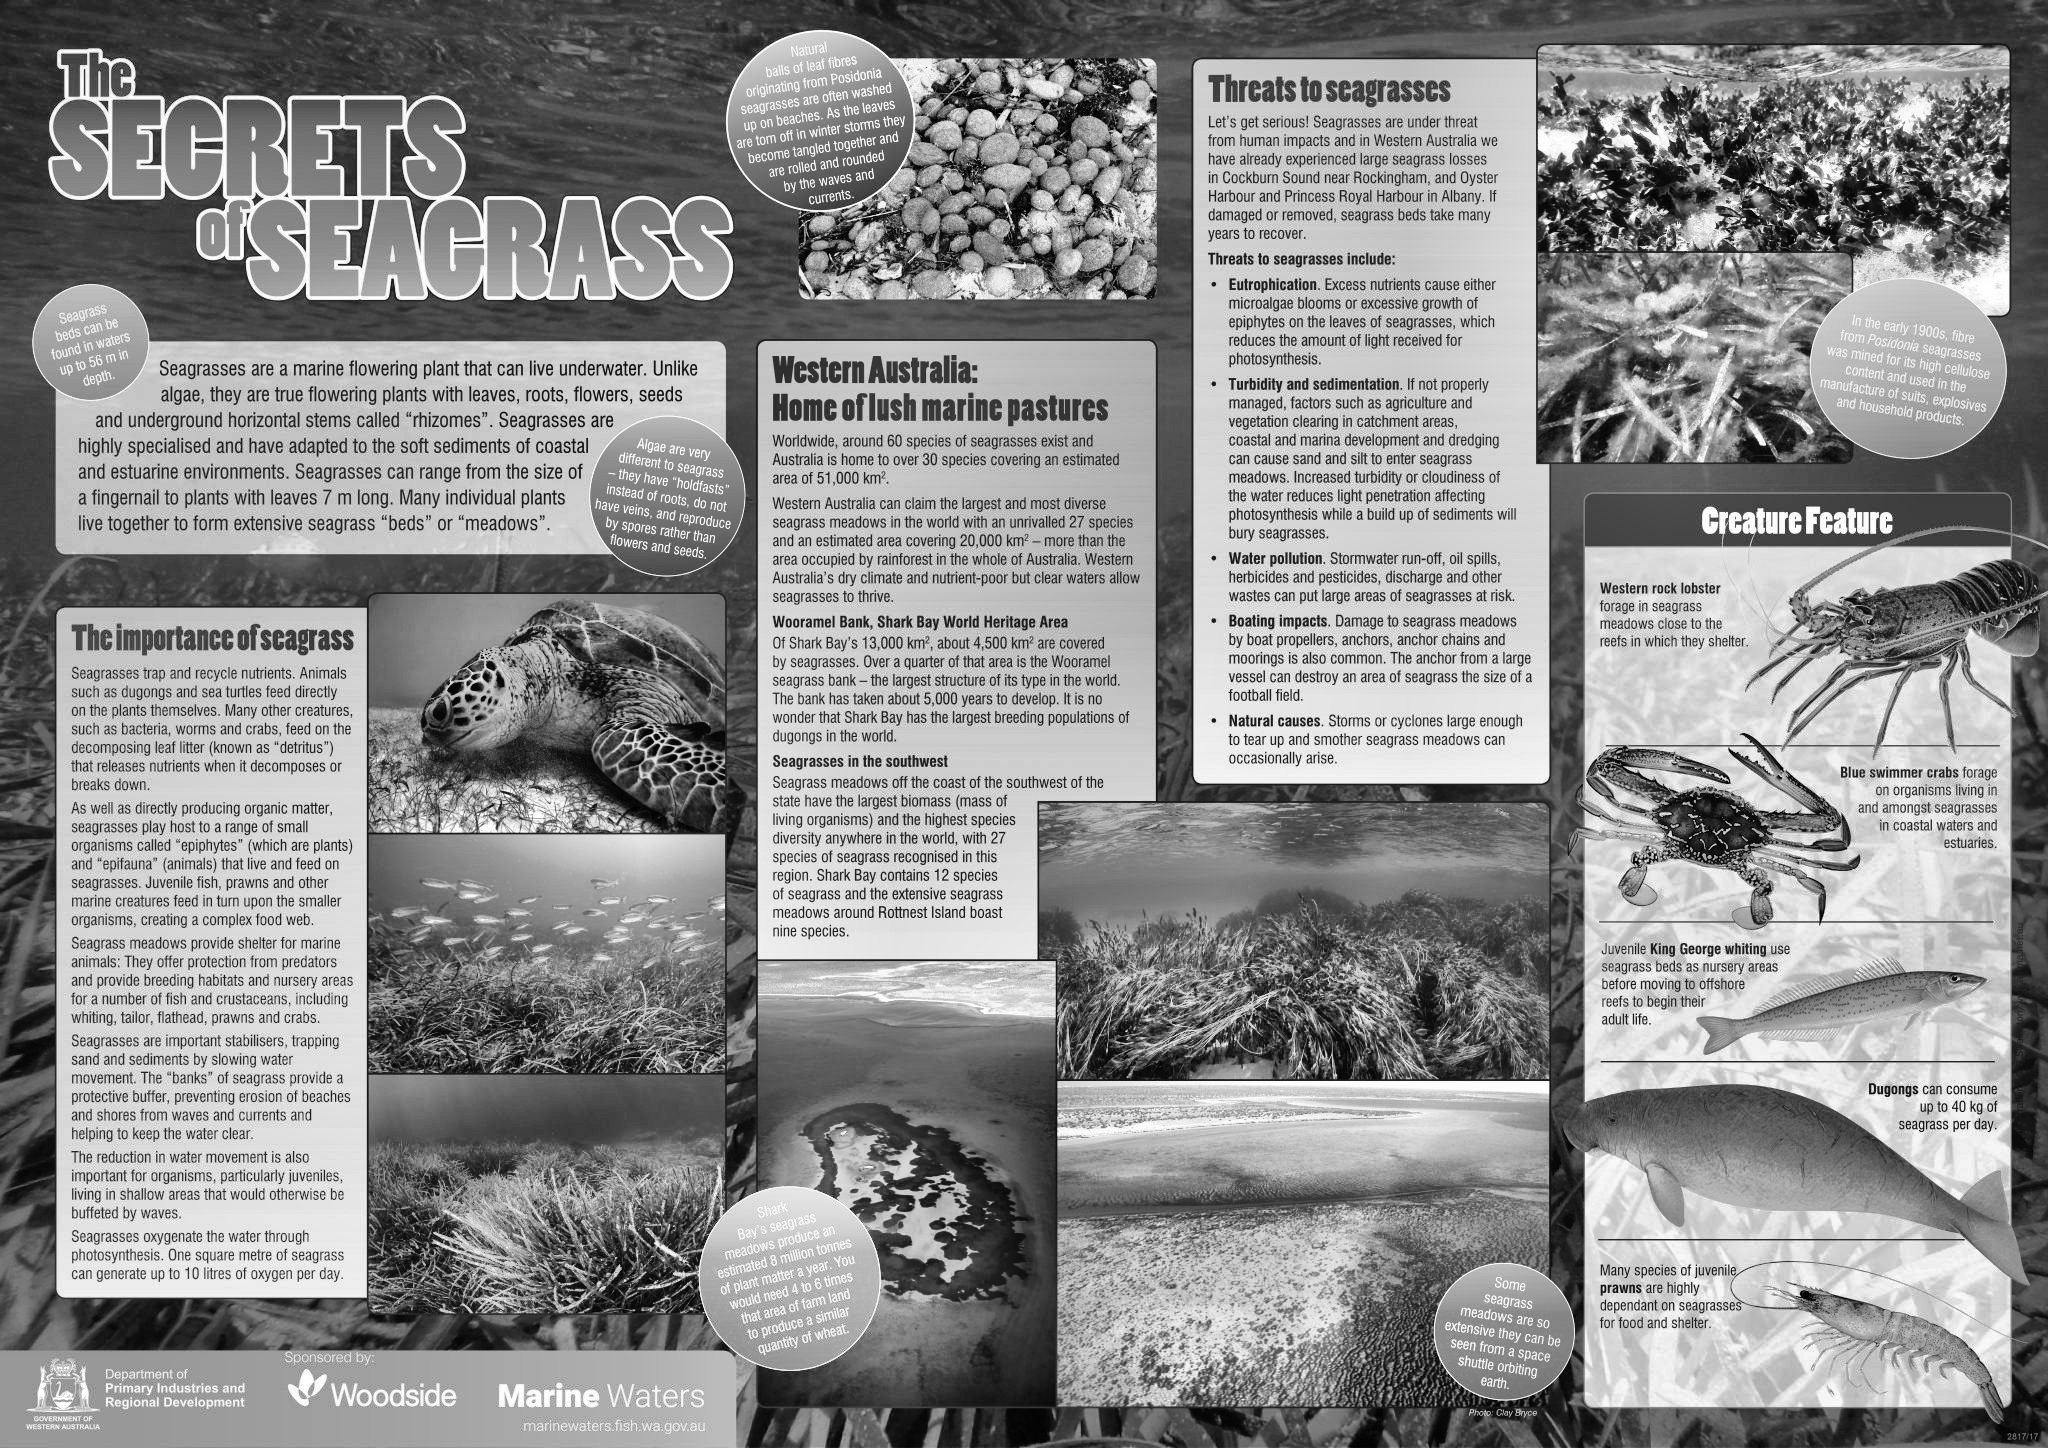 The
SECRETS
of SEAGRASS
Seagrass
beds can be
found in waters
up to 56 m in
depth.
Seagrasses are a marine flowering plant that can live underwater. Unlike
algae, they are true flowering plants with leaves, roots, flowers, seeds
and underground horizontal stems called “rhizomes”. Seagrasses are
highly specialised and have adapted to the soft sediments of coastal
and estuarine environments. Seagrasses can range from the size of
a fingernail to plants with leaves 7 m long. Many individual plants
live together to form extensive seagrass “beds” or “meadows”.
Algae are very
different to seagrass
– they have “holdfasts”
instead of roots, do not
have veins, and reproduce
by spores rather than
flowers and seeds.
The importance of seagrass
Seagrasses trap and recycle nutrients. Animals
such as dugongs and sea turtles feed directly
on the plants themselves. Many other creatures,
such as bacteria, worms and crabs, feed on the
decomposing leaf litter (known as “detritus”)
that releases nutrients when it decomposes or
breaks down.
As well as directly producing organic matter,
seagrasses play host to a range of small
organisms called “epiphytes” (which are plants)
and “epifauna” (animals) that live and feed on
seagrasses. Juvenile fish, prawns and other
marine creatures feed in turn upon the smaller
organisms, creating a complex food web.
Seagrass meadows provide shelter for marine
animals: They offer protection from predators
and provide breeding habitats and nursery areas
for a number of fish and crustaceans, including
whiting, tailor, flathead, prawns and crabs.
Seagrasses are important stabilisers, trapping
sand and sediments by slowing water
movement. The “banks” of seagrass provide a
protective buffer, preventing erosion of beaches
and shores from waves and currents and
helping to keep the water clear.
The reduction in water movement is also
important for organisms, particularly juveniles,
living in shallow areas that would otherwise be
buffeted by waves.
Seagrasses oxygenate the water through
photosynthesis. One square metre of seagrass
can generate up to 10 litres of oxygen per day.
Natural
balls of leaf fibres
originating from Posidonia
seagrasses are often washed
up on beaches. As the leaves
are torn off in winter storms they
become tangled together and
are rolled and rounded
by the waves and
currents.
Western Australia:
Home of lush marine pastures
Worldwide, around 60 species of seagrasses exist and
Australia is home to over 30 species covering an estimated
area of 51,000 km².
Western Australia can claim the largest and most diverse
seagrass meadows in the world with an unrivalled 27 species
and an estimated area covering 20,000 km² – more than the
area occupied by rainforest in the whole of Australia. Western
Australia’s dry climate and nutrient-poor but clear waters allow
seagrasses to thrive.
Wooramel Bank, Shark Bay World Heritage Area
Of Shark Bay’s 13,000 km², about 4,500 km² are covered
by seagrasses. Over a quarter of that area is the Wooramel
seagrass bank – the largest structure of its type in the world.
The bank has taken about 5,000 years to develop. It is no
wonder that Shark Bay has the largest breeding populations of
dugongs in the world.
Seagrasses in the southwest
Seagrass meadows off the coast of the southwest of the
state have the largest biomass (mass of
living organisms) and the highest species
diversity anywhere in the world, with 27
species of seagrass recognised in this
region. Shark Bay contains 12 species
of seagrass and the extensive seagrass
meadows around Rottnest Island boast
nine species.
Shark
Bay’s seagrass
meadows produce an
estimated 8 million tonnes
of plant matter a year. You
would need 4 to 6 times
that area of farm land
to produce a similar
quantity of wheat.
Some
seagrass
meadows are so
extensive they can be
seen from a space
shuttle orbiting
earth.
Photo: Clay Bryce
Threats to seagrasses
Let’s get serious! Seagrasses are under threat
from human impacts and in Western Australia we
have already experienced large seagrass losses
in Cockburn Sound near Rockingham, and Oyster
Harbour and Princess Royal Harbour in Albany. If
damaged or removed, seagrass beds take many
years to recover.
Threats to seagrasses include:
• Eutrophication. Excess nutrients cause either
microalgae blooms or excessive growth of
epiphytes on the leaves of seagrasses, which
reduces the amount of light received for
photosynthesis.
• Turbidity and sedimentation. If not properly
managed, factors such as agriculture and
vegetation clearing in catchment areas,
coastal and marina development and dredging
can cause sand and silt to enter seagrass
meadows. Increased turbidity or cloudiness of
the water reduces light penetration affecting
photosynthesis while a build up of sediments will
bury seagrasses.
• Water pollution. Stormwater run-off, oil spills,
herbicides and pesticides, discharge and other
wastes can put large areas of seagrasses at risk.
• Boating impacts. Damage to seagrass meadows
by boat propellers, anchors, anchor chains and
moorings is also common. The anchor from a large
vessel can destroy an area of seagrass the size of a
football field.
• Natural causes. Storms or cyclones large enough
to tear up and smother seagrass meadows can
occasionally arise.
In the early 1900s, fibre
from Posidonia seagrasses
was mined for its high cellulose
content and used in the
manufacture of suits, explosives
and household products.
Creature Feature
Western rock lobster
forage in seagrass
meadows close to the
reefs in which they shelter.
Blue swimmer crabs forage
on organisms living in
and amongst seagrasses
in coastal waters and
estuaries.
Juvenile King George whiting use
seagrass beds as nursery areas
before moving to offshore
reefs to begin their
adult life.
Dugongs can consume
up to 40 kg of
seagrass per day.
Many species of juvenile
prawns are highly
dependant on seagrasses
for food and shelter.
GOVERNMENT OF
WESTERN AUSTRALIA
Department of
Primary Industries and
Regional Development
Sponsored by:
Woodside
Marine Waters
marinewaters.fish.wa.gov.au
2817/17